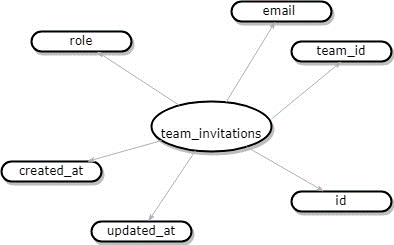 email
role
team_id
team_invitations
created_at
id
updated_at